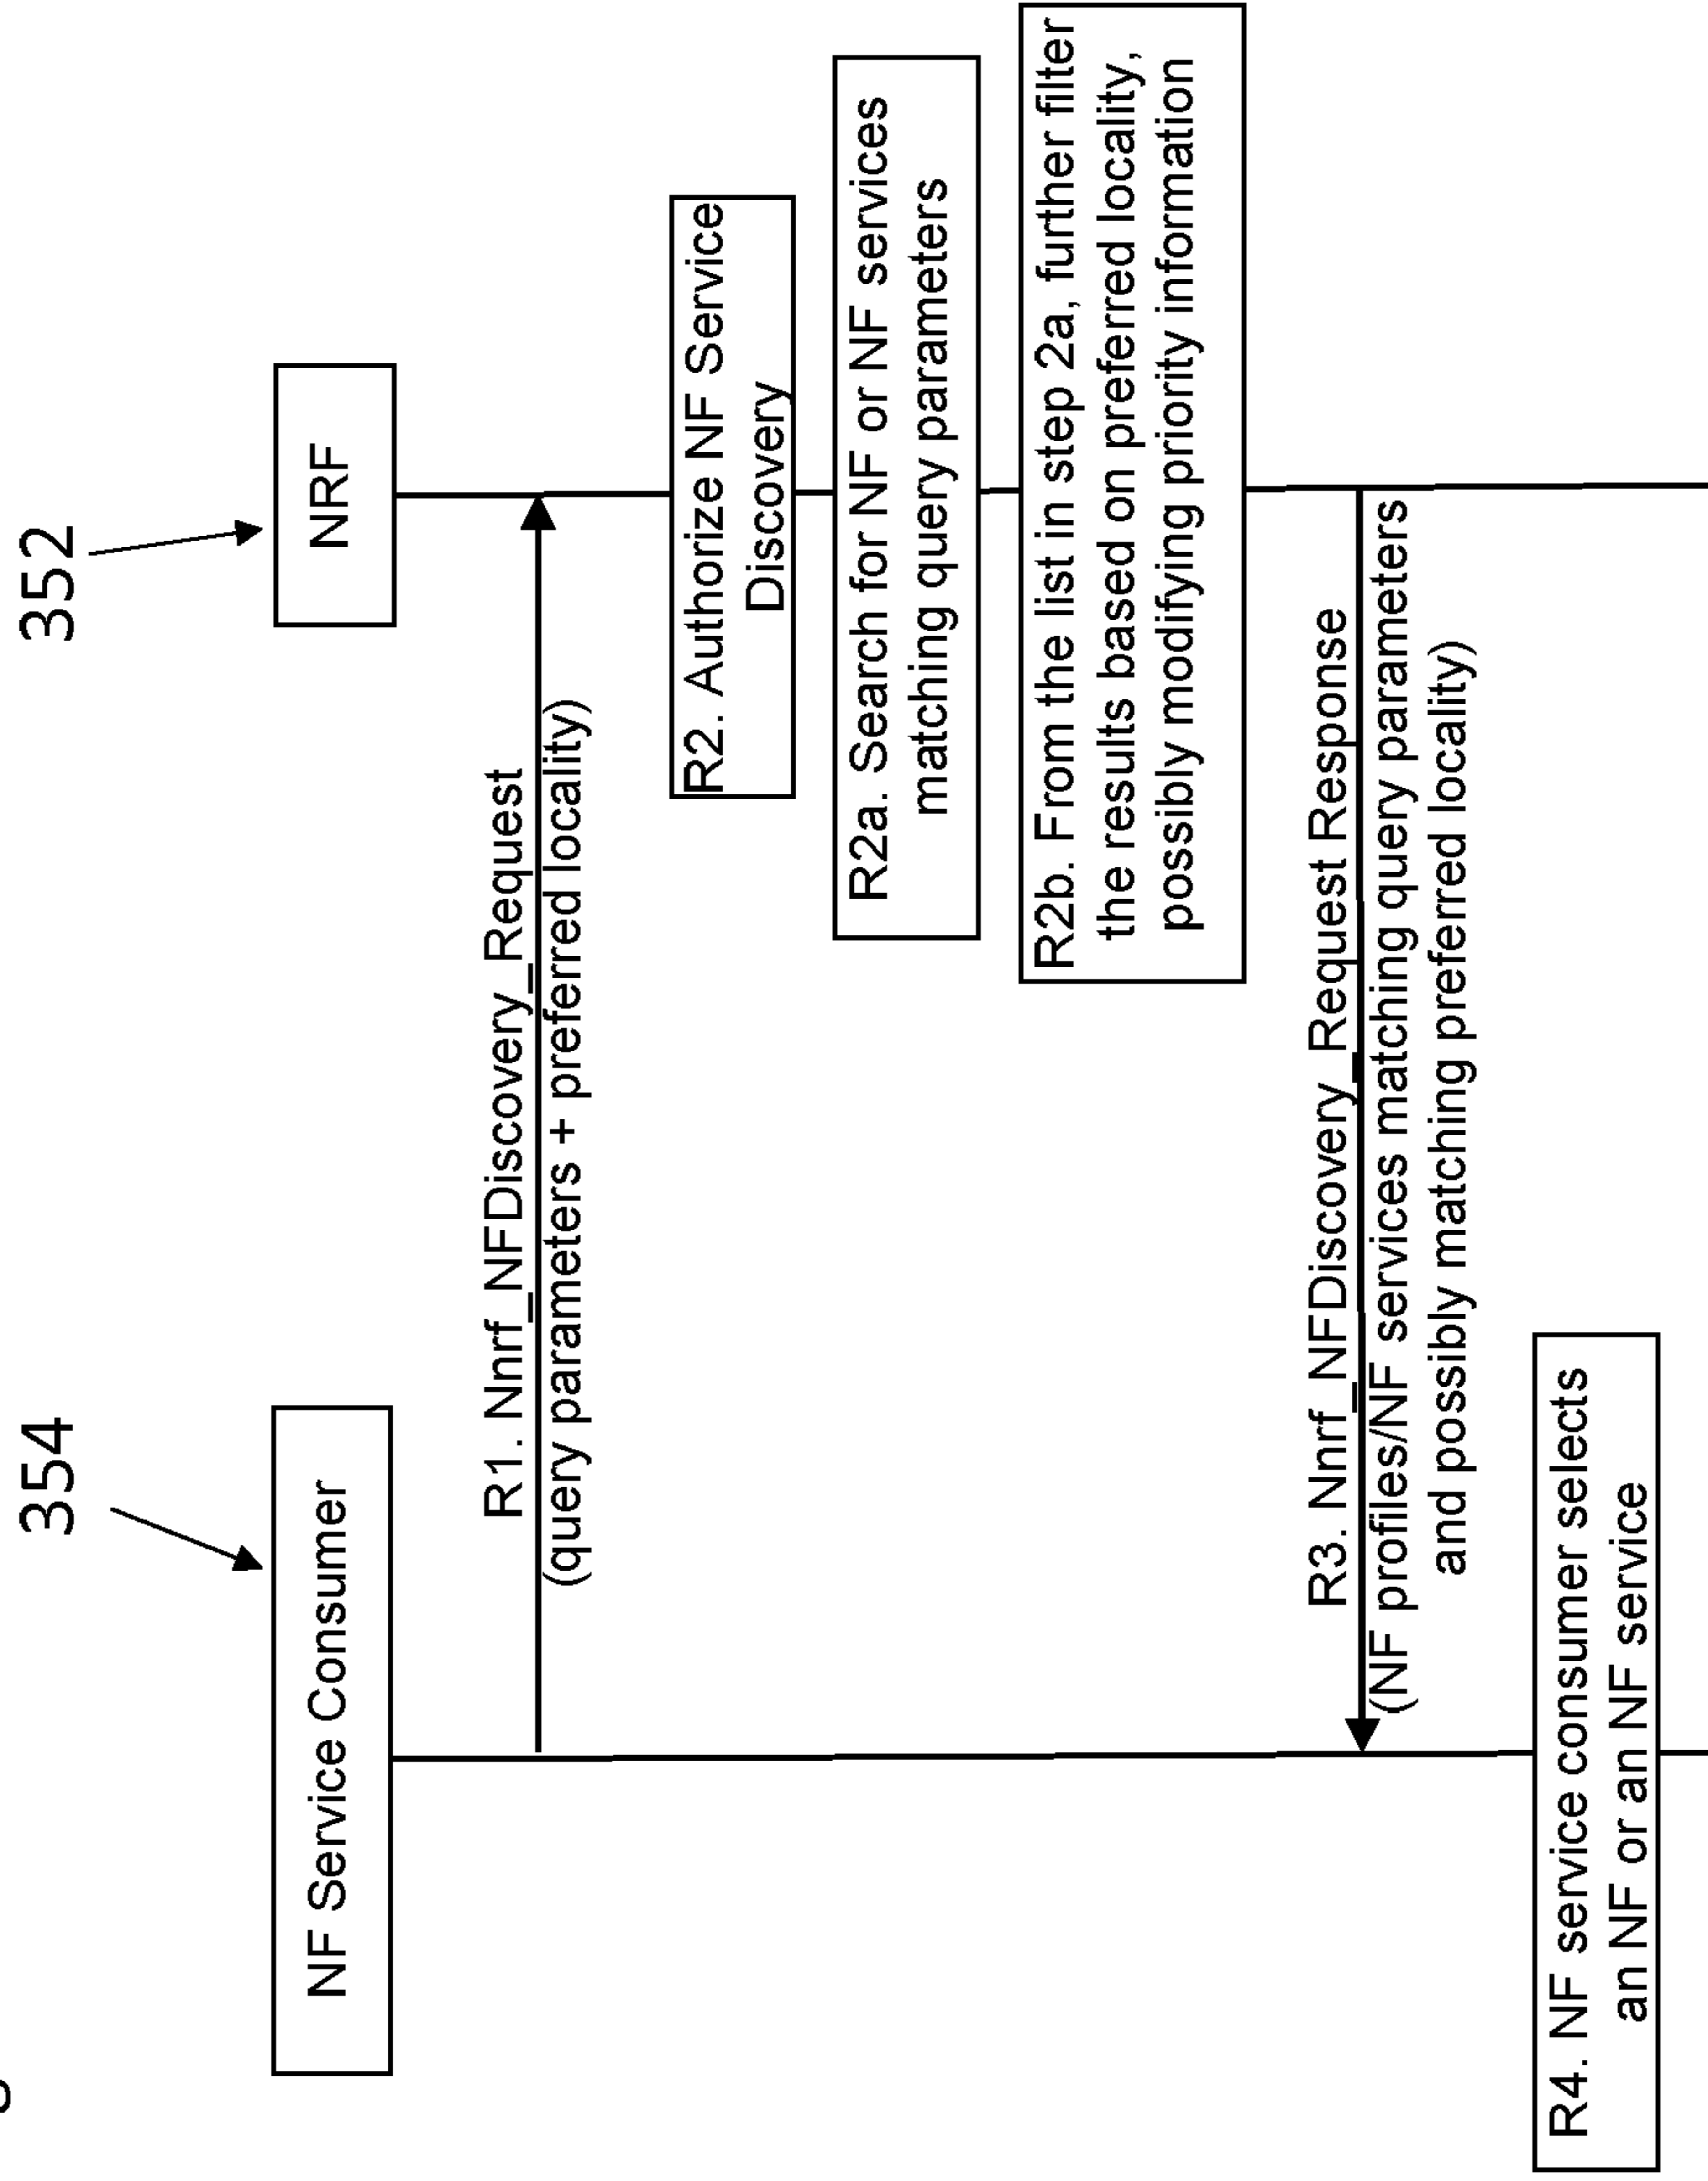 354
352
NF Service Consumer
NRF
R1. Nnrf_NFDiscovery_Request
(query parameters + preferred locality)
R2. Authorize NF Service
Discovery
R2a. Search for NF or NF services
matching query parameters
R2b. From the list in step 2a, further filter
the results based on preferred locality,
possibly modifying priority information
R3. Nnrf_NFDiscovery_Request Response
(NF profiles/NF services matching query parameters
and possibly matching preferred locality)
R4. NF service consumer selects
an NF or an NF service